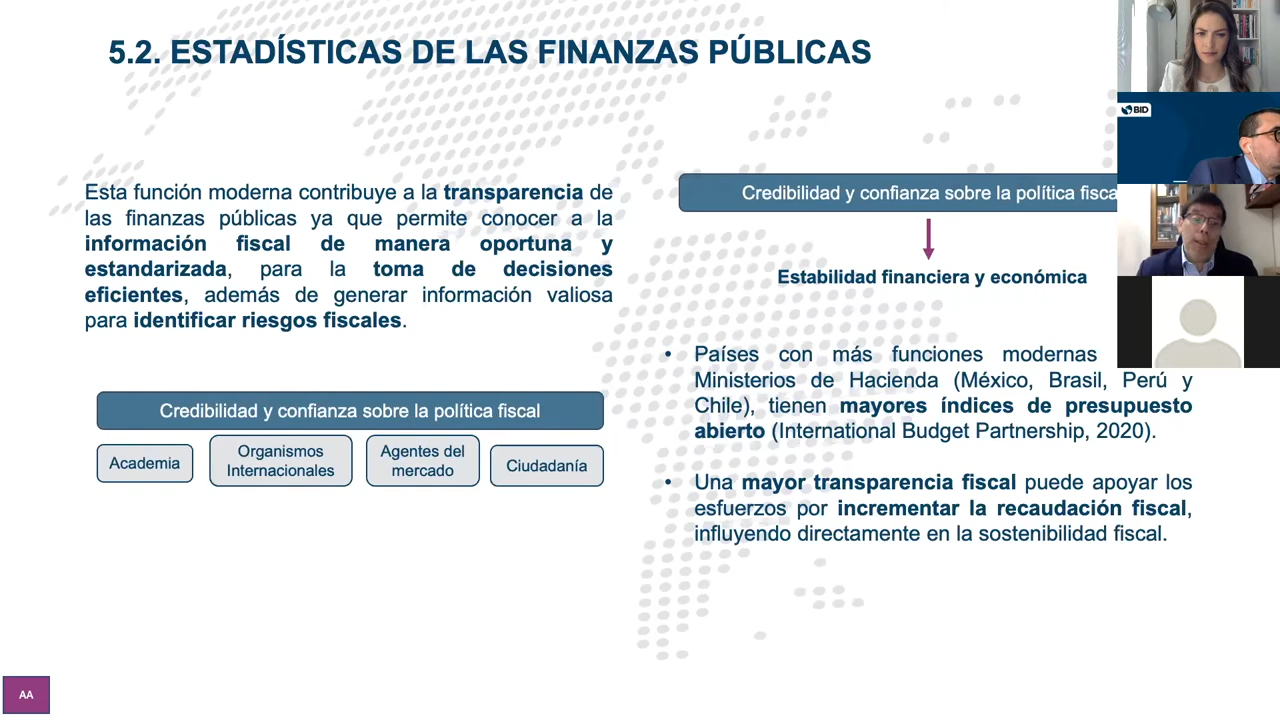 5.2. ESTADÍSTICAS DE LAS FINANZAS PÚBLICAS
BID
Esta función moderna contribuye a la transparencia de
las finanzas públicas ya que permite conocer a la
información fiscal de manera oportuna y
estandarizada, para la toma de decisiones
eficientes, además de generar información valiosa
para identificar riesgos fiscales.
Credibilidad y confianza sobre la política fiscal
Academia
Organismos
Internacionales
Agentes del
mercado
Ciudadanía
Credibilidad y confianza sobre la política fisca
Estabilidad financiera y económica
• Países con más funciones modernas
Ministerios de Hacienda (México, Brasil, Perú y
Chile), tienen mayores índices de presupuesto
abierto (International Budget Partnership, 2020).
• Una mayor transparencia fiscal puede apoyar los
esfuerzos por incrementar la recaudación fiscal,
influyendo directamente en la sostenibilidad fiscal.
AA